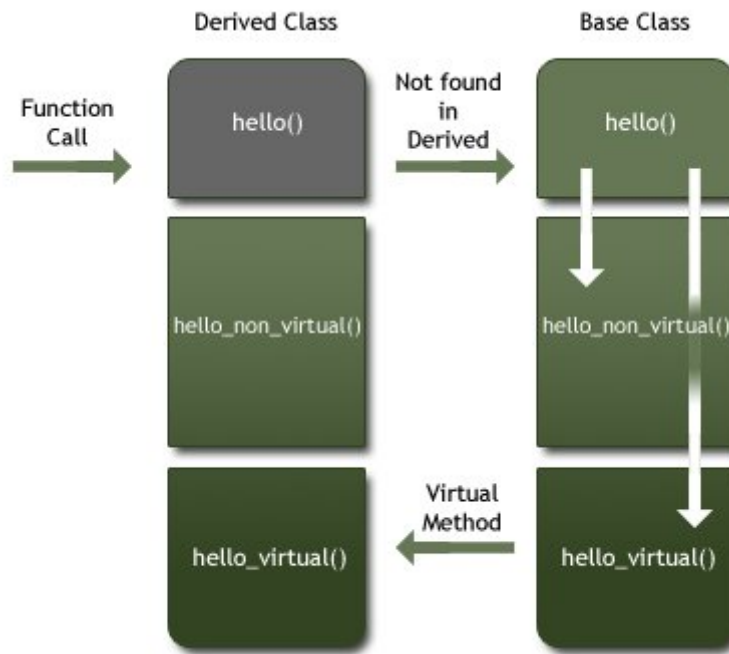 Derived Class
Base Class
Function
Call
hello()
Not found
in
Derived
hello()
hello_non_virtual()
hello_non_virtual()
hello_virtual()
Virtual
Method
hello_virtual()